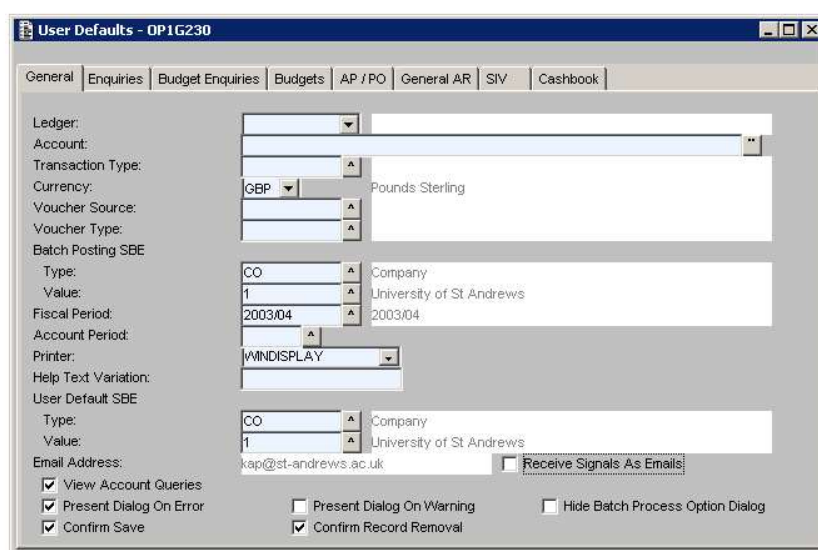 User Defaults - OP1G230
General Enquiries Budget Enquiries Budgets AP / PO General AR SIV Cashbook
Ledger:
Account:
Transaction Type:
Currency: GBP Pounds Sterling
Voucher Source:
Voucher Type:
Batch Posting SBE
Type: CO Company
Value: 1 University of St Andrews
Fiscal Period: 2003/04 2003/04
Account Period:
Printer: WINDISPLAY
Help Text Variation:
User Default SBE
Type: CO Company
Value: 1 University of St Andrews
Email Address: kap@st-andrews.ac.uk Receive Signals As Emails
View Account Queries
Present Dialog On Error Present Dialog On Warning Hide Batch Process Option Dialog
Confirm Save Confirm Record Removal